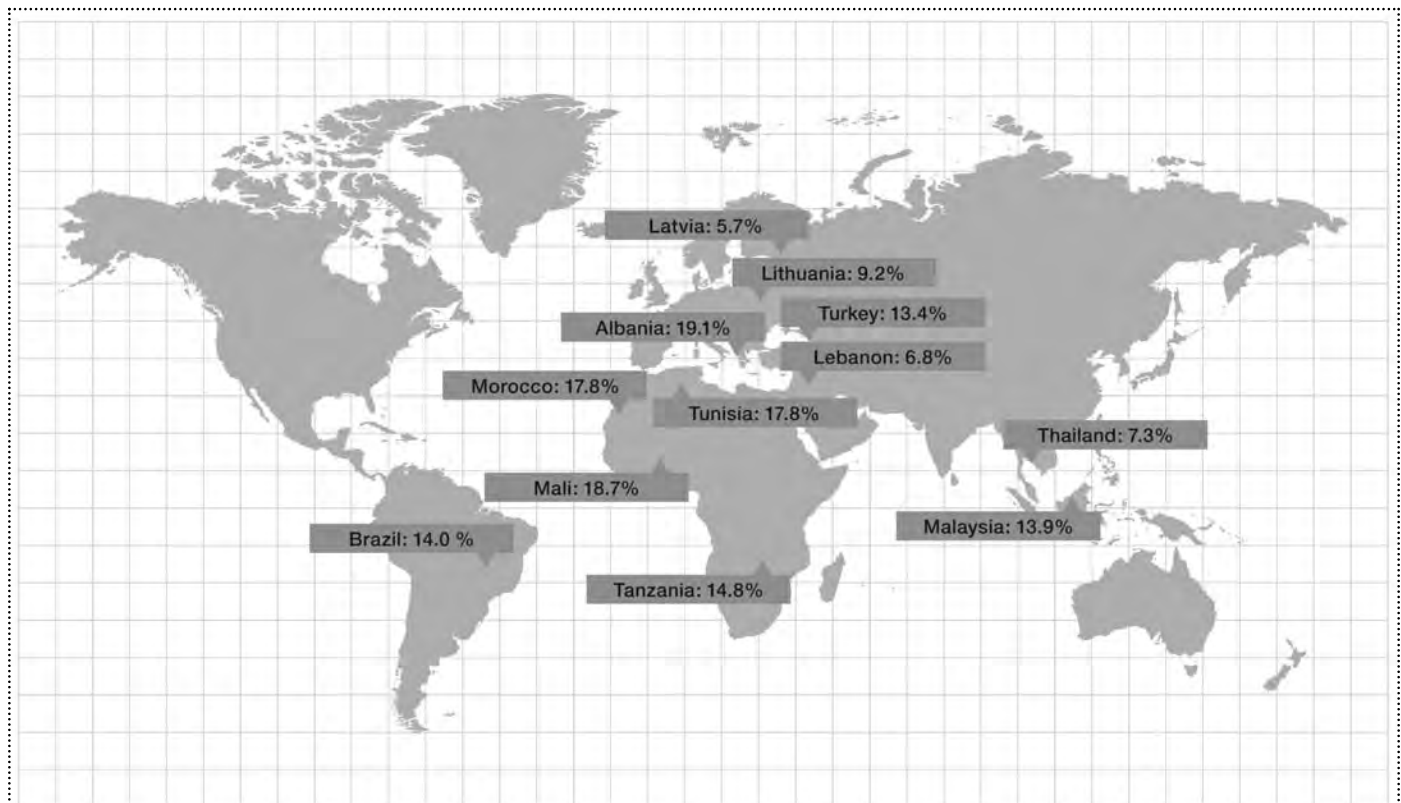 Latvia: 5.7%
Lithuania: 9.2%
Turkey: 13.4%
Albania: 19.1%
Lebanon: 6.8%
Morocco: 17.8%
Tunisia: 17.8%
Thailand: 7.3%
Mali: 18.7%
Malaysia: 13.9%
Brazil: 14.0 %
Tanzania: 14.8%